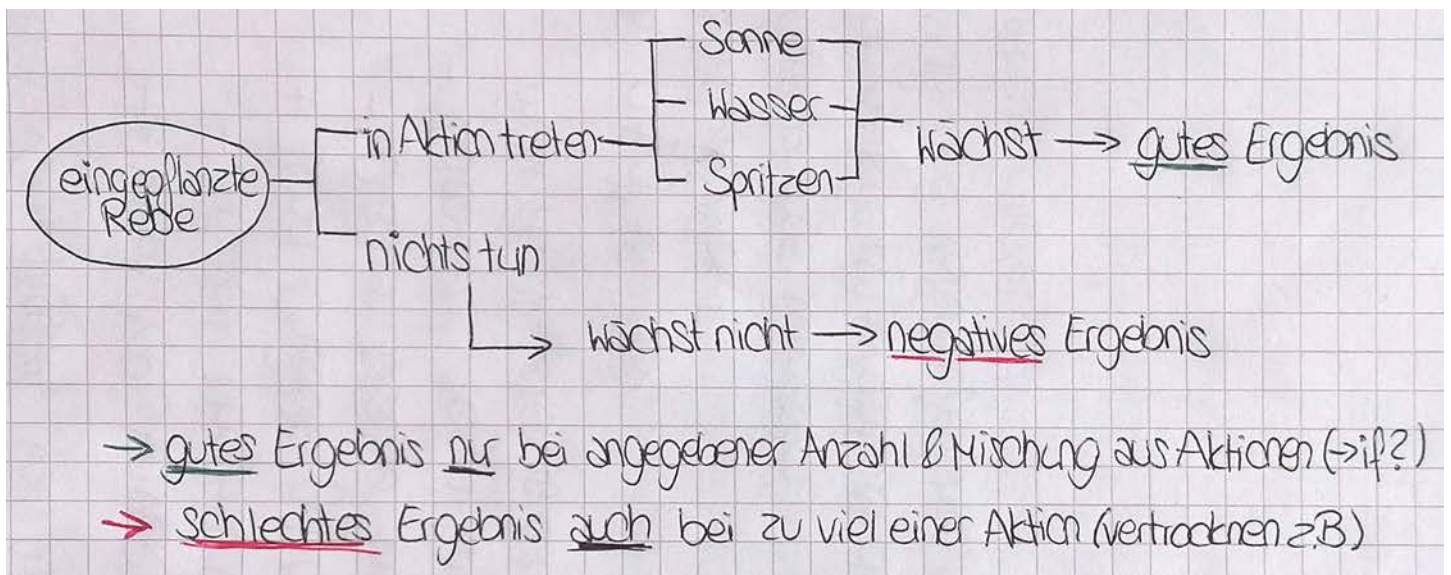 Sonne
in Aktion treten
Wasser
Spritzen
wächst → gutes Ergebnis
eingepflanzte
Rebe
nichts tun
wächst nicht → negatives Ergebnis
→ gutes Ergebnis nur bei angegebener Anzahl & Mischung aus Aktionen (→if?)
→ schlechtes Ergebnis auch bei zu viel einer Aktion (vertrocknen z.B)